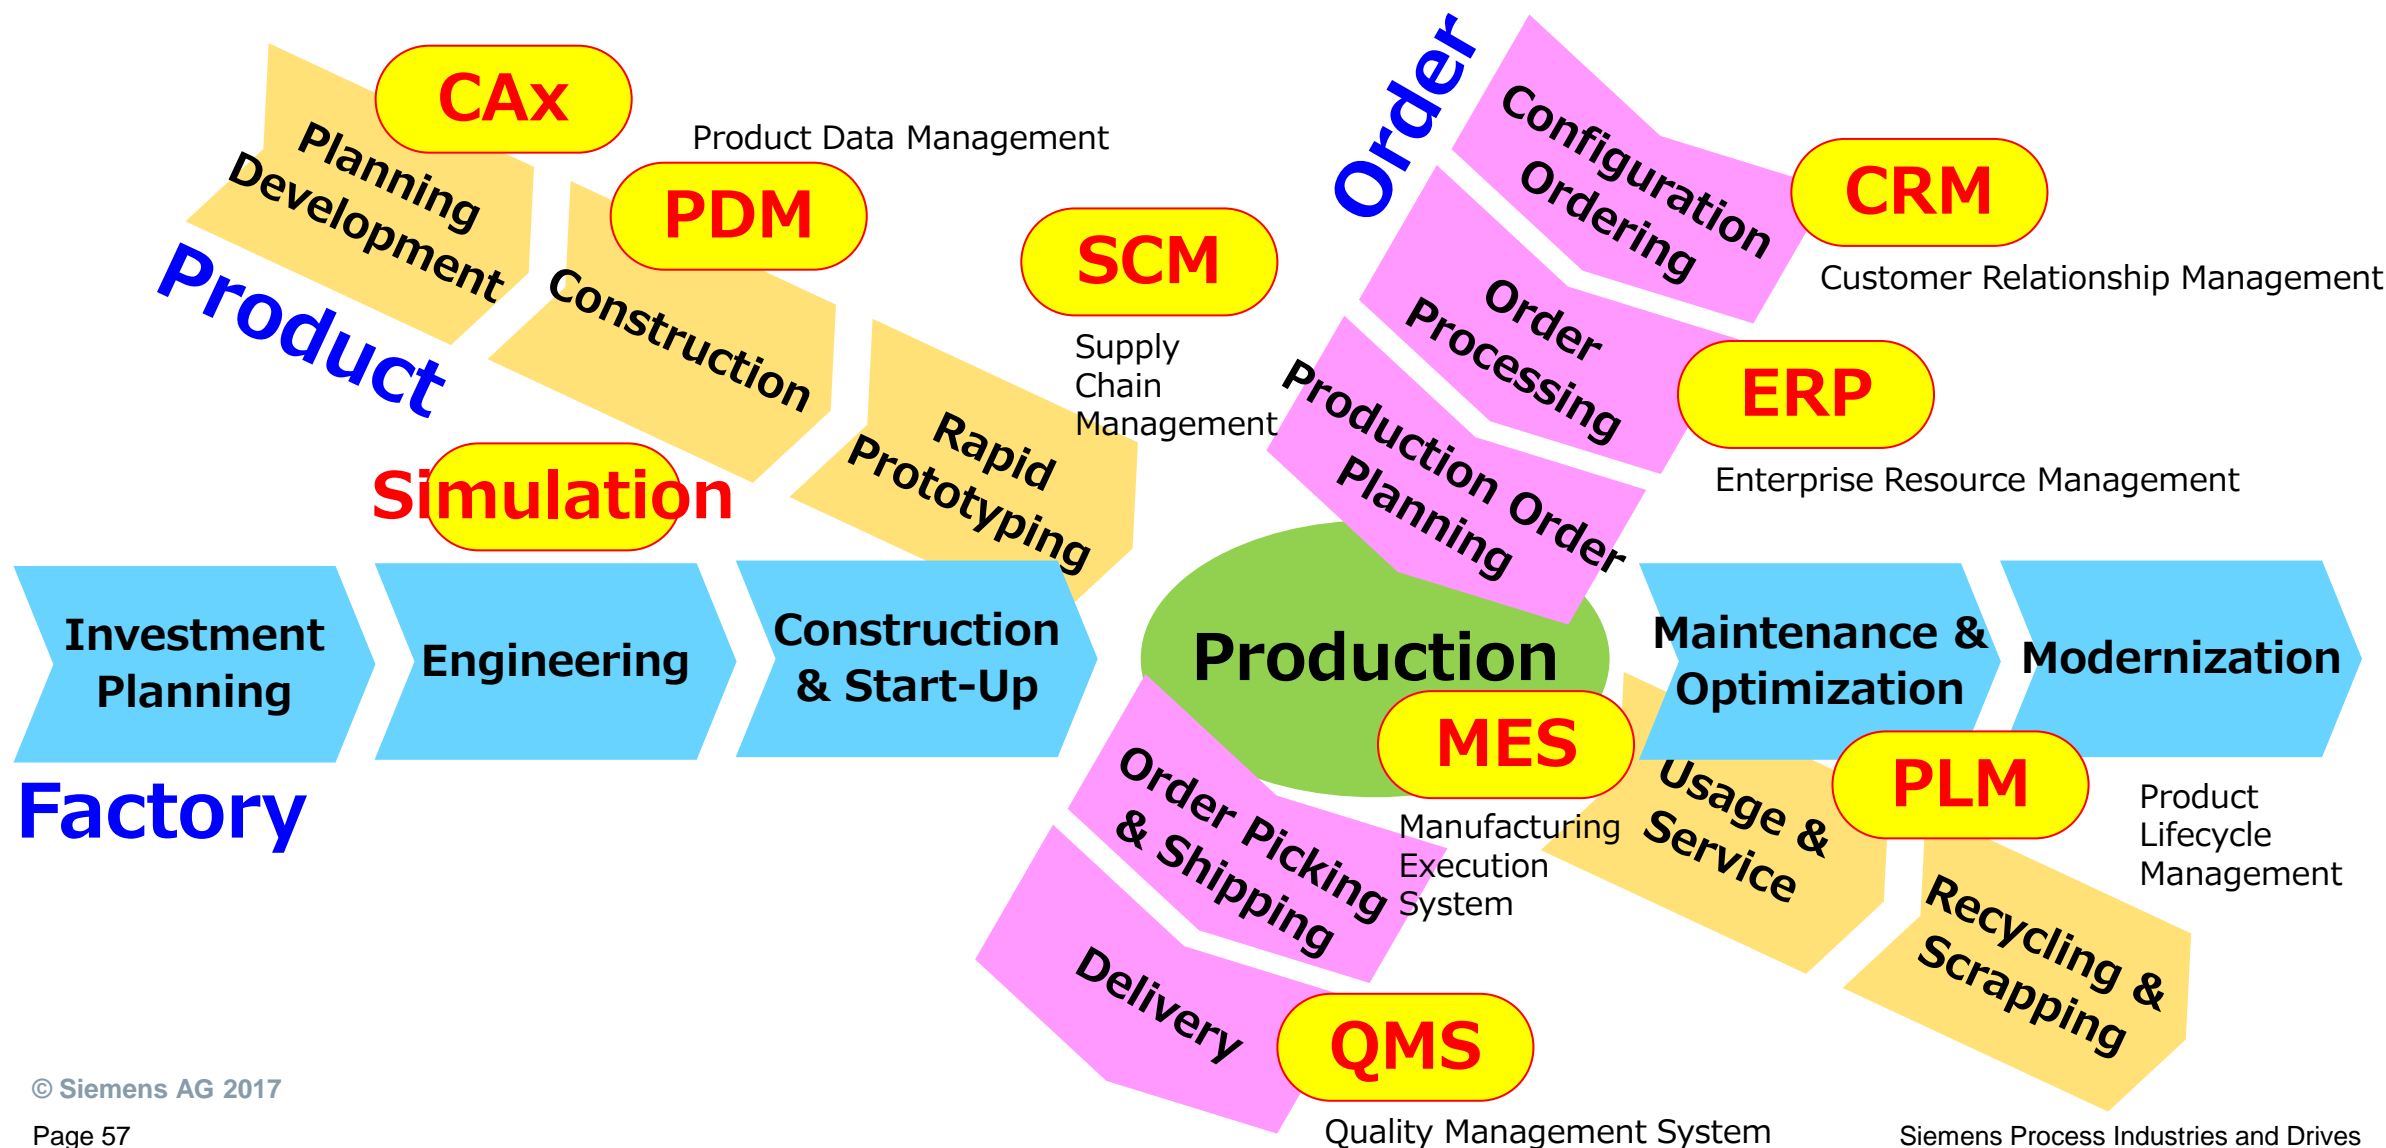 CAx
Planning
Development
Product
Product Data Management
PDM
Construction
SCM
Supply
Chain
Management
Rapid
Prototyping
Simulation
Order
Configuration
Ordering
CRM
Customer Relationship Management
Order
Processing
ERP
Enterprise Resource Management
Production Order
Planning
Investment
Planning
Engineering
Construction
& Start-Up
Production
Maintenance &
Optimization
Modernization
Factory
MES
Manufacturing
Execution
System
Order Picking
& Shipping
Delivery
QMS
Quality Management System
Usage &
Service
PLM
Product
Lifecycle
Management
Recycling &
Scrapping
© Siemens AG 2017
Page 57
Siemens Process Industries and Drives